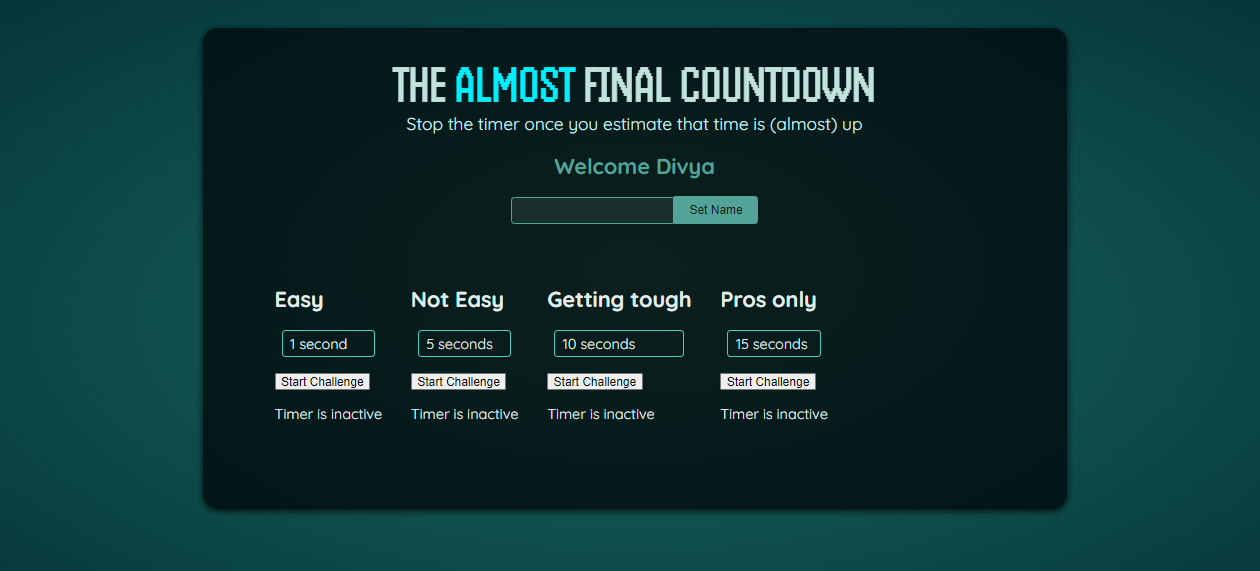 THE ALMOST FINAL COUNTDOWN
Stop the timer once you estimate that time is (almost) up
Welcome Divya
Set Name
Easy
1 second
Start Challenge
Timer is inactive
Not Easy
5 seconds
Start Challenge
Timer is inactive
Getting tough
10 seconds
Start Challenge
Timer is inactive
Pros only
15 seconds
Start Challenge
Timer is inactive